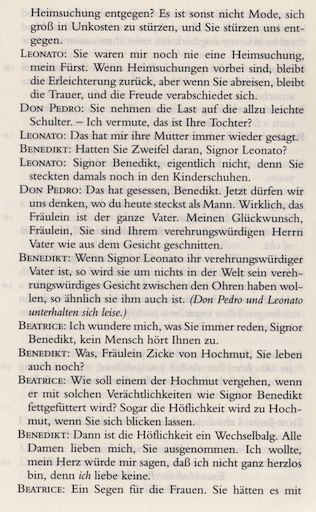 Heimsuchung entgegen? Es ist sonst nicht Mode, sich
groß in Unkosten zu stürzen, und Sie stürzen uns ent-
gegen.
LEONATO: Sie waren mir noch nie eine Heimsuchung,
mein Fürst. Wenn Heimsuchungen vorbei sind, bleibt
die Erleichterung zurück, aber wenn Sie abreisen, bleibt
die Trauer, und die Freude verabschiedet sich.
DON PEDRO: Sie nehmen die Last auf die allzu leichte
Schulter. – Ich vermute, das ist Ihre Tochter?
LEONATO: Das hat mir ihre Mutter immer wieder gesagt.
BENEDIKT: Hatten Sie Zweifel daran, Signor Leonato?
LEONATO: Signor Benedikt, eigentlich nicht, denn Sie
steckten damals noch in den Kinderschuhen.
DON PEDRO: Das hat gesessen, Benedikt. Jetzt dürfen wir
uns denken, wo du heute steckst als Mann. Wirklich, das
Fräulein ist der ganze Vater. Meinen Glückwunsch,
Fräulein, Sie sind Ihrem verehrungswürdigen Herrn
Vater wie aus dem Gesicht geschnitten.
BENEDIKT: Wenn Signor Leonato ihr verehrungswürdiger
Vater ist, so wird sie um nichts in der Welt sein vereh-
rungswürdiges Gesicht zwischen den Ohren haben wol-
len, so ähnlich sie ihm auch ist. (Don Pedro und Leonato
unterhalten sich leise.)
BEATRICE: Ich wundere mich, was Sie immer reden, Signor
Benedikt, kein Mensch hört Ihnen zu.
BENEDIKT: Was, Fräulein Zicke von Hochmut, Sie leben
auch noch?
BEATRICE: Wie soll einem der Hochmut vergehen, wenn
er mit solchen Verächtlichkeiten wie Signor Benedikt
fettgefüttert wird? Sogar die Höflichkeit wird zu Hoch-
mut, wenn Sie sich blicken lassen.
BENEDIKT: Dann ist die Höflichkeit ein Wechselbalg. Alle
Damen lieben mich, Sie ausgenommen. Ich wollte,
mein Herz würde mir sagen, daß ich nicht ganz herzlos
bin, denn ich liebe keine.
BEATRICE: Ein Segen für die Frauen. Sie hätten es mit